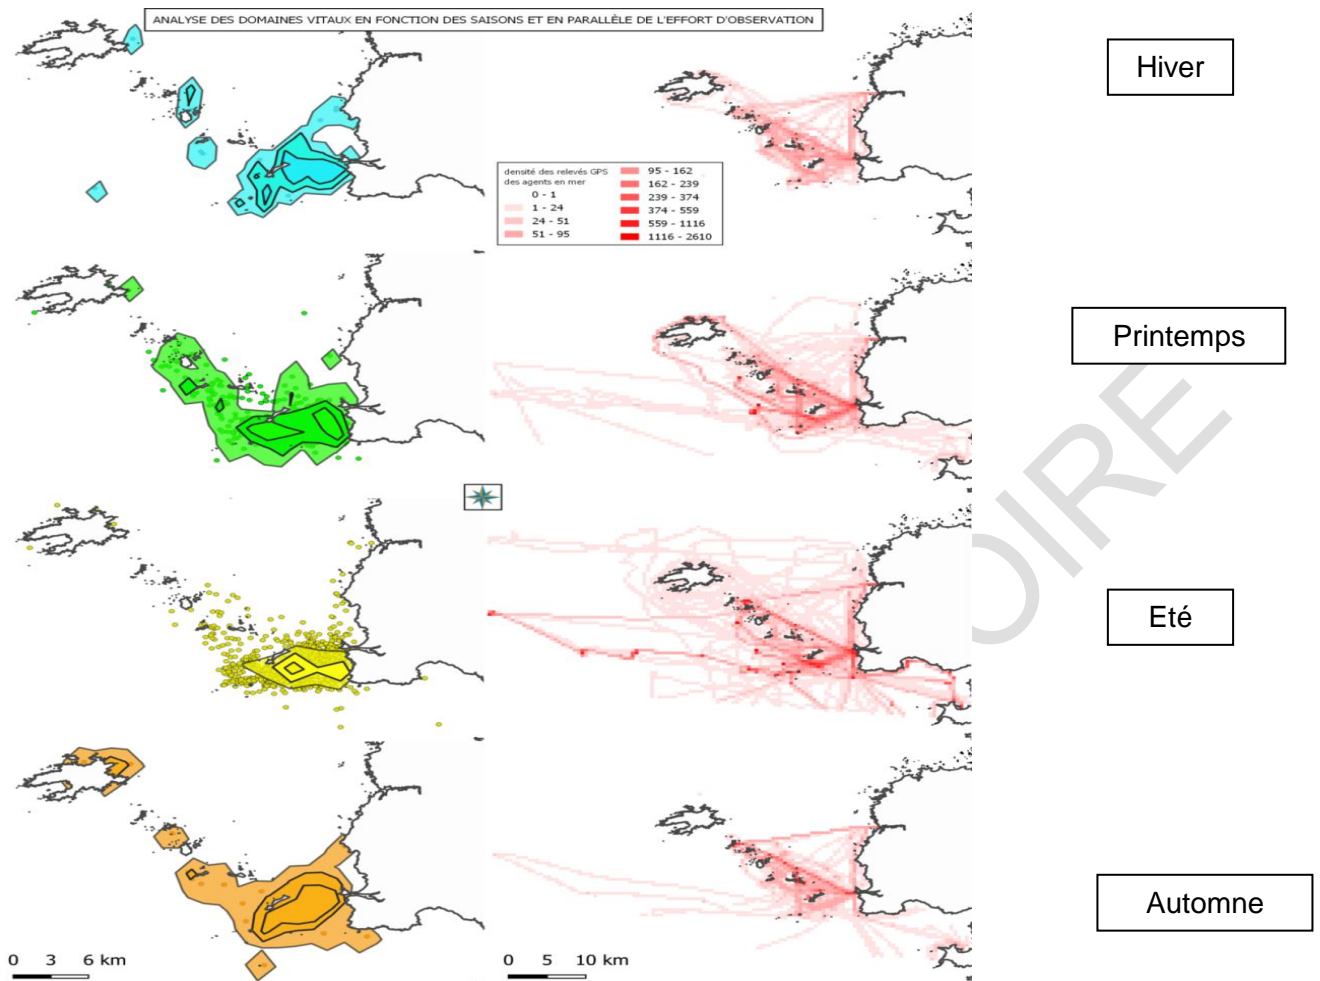 ANALYSE DES DOMAINES VITAUX EN FONCTION DES SAISONS ET EN PARALLÈLE DE L'EFFORT D'OBSERVATION
Hiver
densité des relevés GPS
des agents en mer
0 - 1
1 - 24
24 - 51
51 - 95
95 - 162
162 - 239
239 - 374
374 - 559
559 - 1116
1116 - 2610
Printemps
OIRE
Eté
Automne
0 3 6 km
0 5 10 km